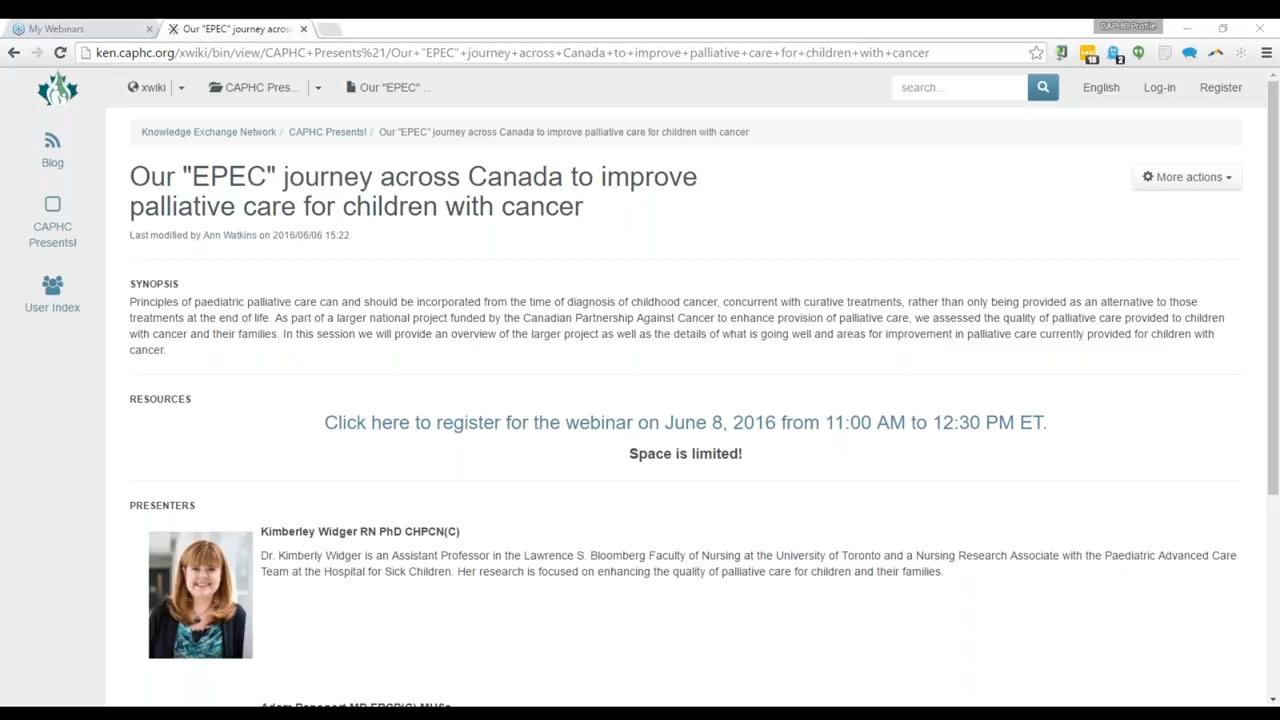 My Webinars
Our "EPEC" journey acros
CAPHC Profile
ken.caphc.org/xwiki/bin/view/CAPHC+Presents%21/Our+"EPEC"+journey+across+Canada+to+improve+palliative+care+for+children+with+cancer
18
2
xwiki
CAPHC Pres...
Our "EPEC" ...
search...
English
Log-in
Register
Blog
CAPHC
Presents!
User Index
Knowledge Exchange Network / CAPHC Presents! / Our "EPEC" journey across Canada to improve palliative care for children with cancer
Our "EPEC" journey across Canada to improve
palliative care for children with cancer
More actions
Last modified by Ann Watkins on 2016/06/06 15:22
SYNOPSIS
Principles of paediatric palliative care can and should be incorporated from the time of diagnosis of childhood cancer, concurrent with curative treatments, rather than only being provided as an alternative to those
treatments at the end of life. As part of a larger national project funded by the Canadian Partnership Against Cancer to enhance provision of palliative care, we assessed the quality of palliative care provided to children
with cancer and their families. In this session we will provide an overview of the larger project as well as the details of what is going well and areas for improvement in palliative care currently provided for children with
cancer.
RESOURCES
Click here to register for the webinar on June 8, 2016 from 11:00 AM to 12:30 PM ET.
Space is limited!
PRESENTERS
Kimberley Widger RN PhD CHPCN(C)
Dr. Kimberly Widger is an Assistant Professor in the Lawrence S. Bloomberg Faculty of Nursing at the University of Toronto and a Nursing Research Associate with the Paediatric Advanced Care
Team at the Hospital for Sick Children. Her research is focused on enhancing the quality of palliative care for children and their families.